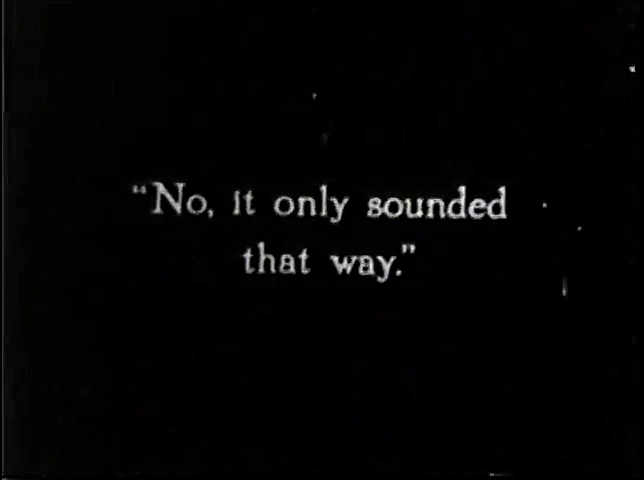 “No, it only sounded
that way.”